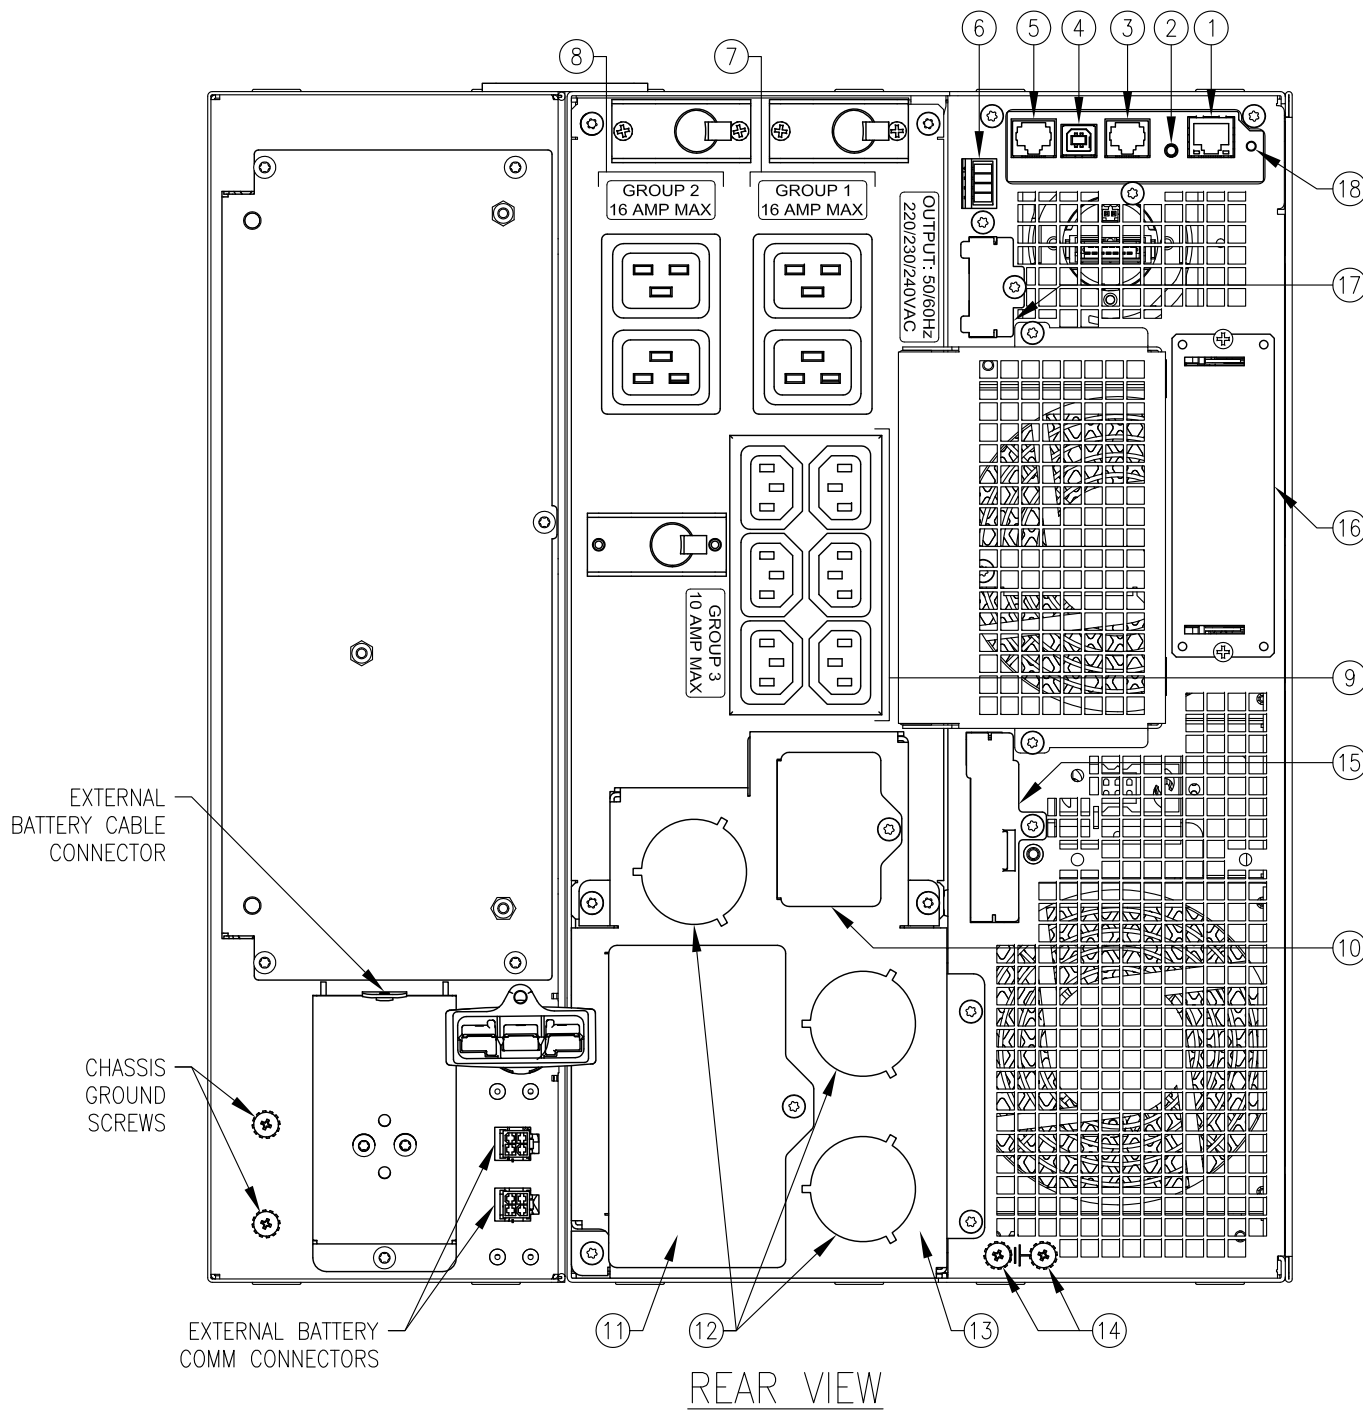 6
5
4
3
2
1
8
7
18
GROUP 2
16 AMP MAX
GROUP 1
16 AMP MAX
OUTPUT: 50/60Hz
220/230/240VAC
17
16
GROUP 3
10 AMP MAX
9
15
EXTERNAL
BATTERY CABLE
CONNECTOR
10
CHASSIS
GROUND
SCREWS
EXTERNAL BATTERY
COMM CONNECTORS
11
12
13
14
REAR VIEW